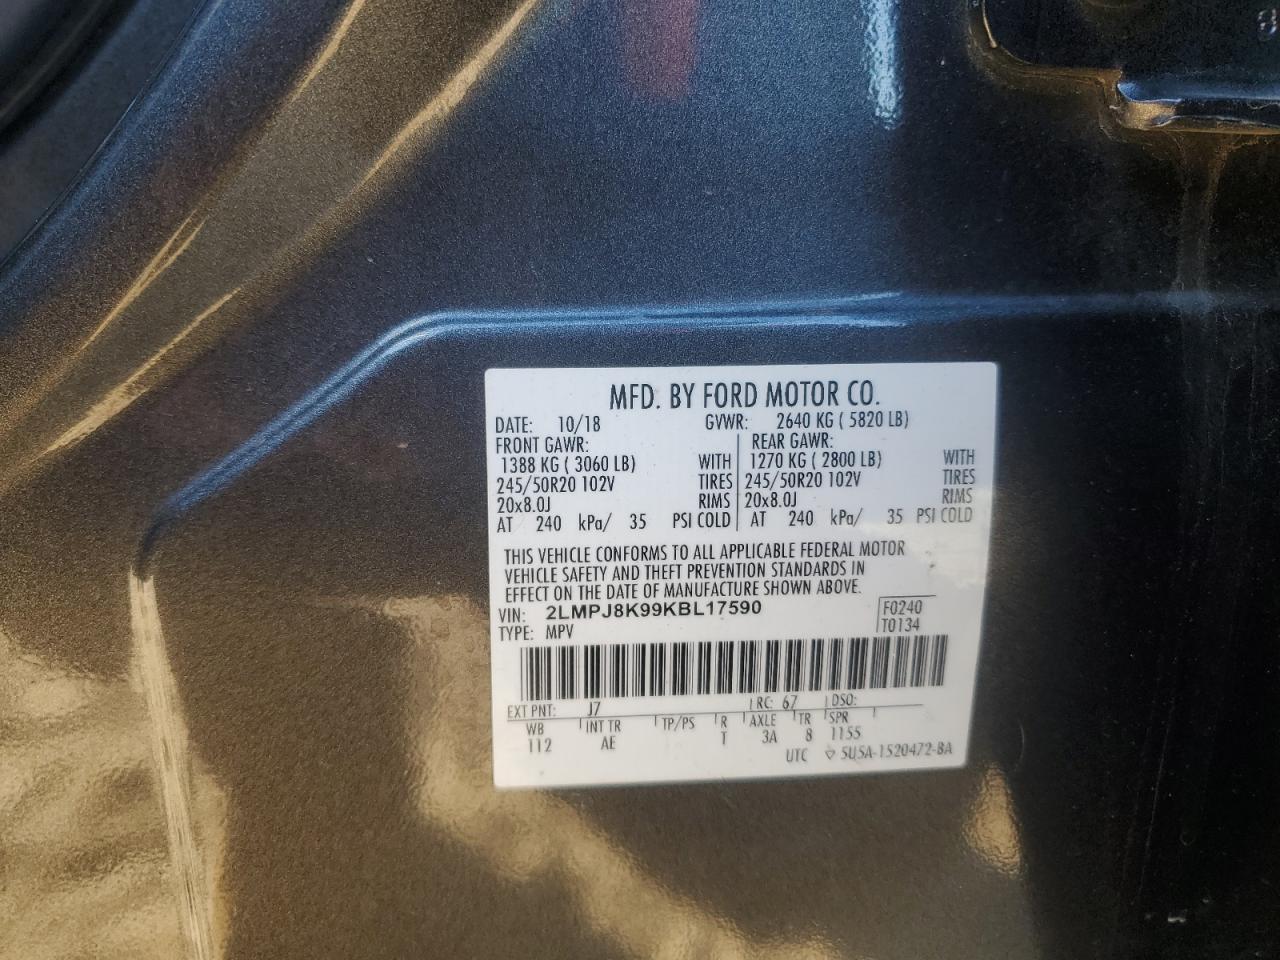 MFD. BY FORD MOTOR CO.
DATE: 10/18 GVWR: 2640 KG ( 5820 LB)
FRONT GAWR: REAR GAWR:
1388 KG ( 3060 LB) WITH 1270 KG ( 2800 LB) WITH
245/50R20 102V TIRES 245/50R20 102V TIRES
20x8.0J RIMS 20x8.0J RIMS
AT 240 kPa/ 35 PSI COLD AT 240 kPa/ 35 PSI COLD
THIS VEHICLE CONFORMS TO ALL APPLICABLE FEDERAL MOTOR
VEHICLE SAFETY AND THEFT PREVENTION STANDARDS IN
EFFECT ON THE DATE OF MANUFACTURE SHOWN ABOVE.
VIN: 2LMPJ8K99KBL17590 F0240
TYPE: MPV T0134
EXT PNT: J7 RC: 67 DSO:
WB INT TR TP/PS R AXLE TR SPR
112 AE T 3A 8 1155
UTC 5U5A-1520472-BA